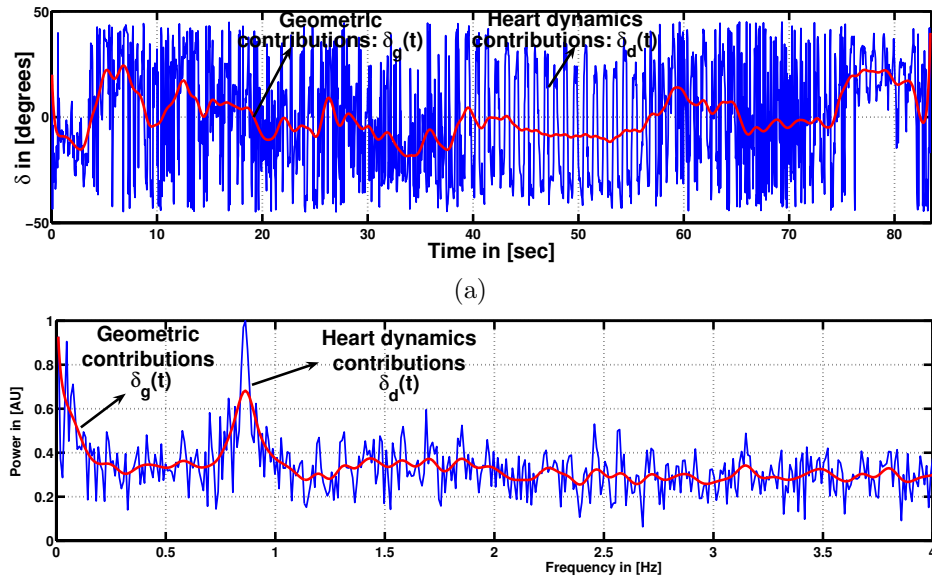 Geometric
contributions: δg(t)
Heart dynamics
contributions: δd(t)
δ in [degrees]
50
0
−50
0 10 20 30 40 50 60 70 80
Time in [sec]
(a)
Geometric
contributions
δg(t)
Heart dynamics
contributions
δd(t)
Power in [AU]
1
0.8
0.6
0.4
0.2
0
0 0.5 1 1.5 2 2.5 3 3.5 4
Frequency in [Hz]